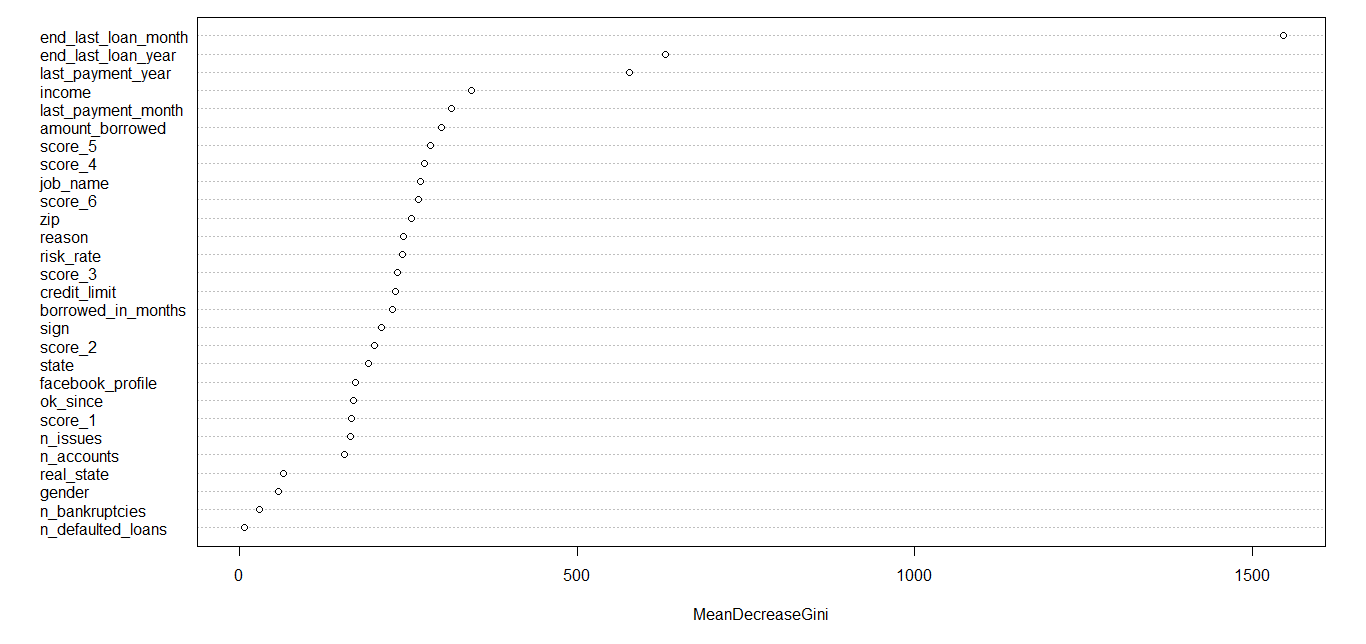 end_last_loan_month
end_last_loan_year
last_payment_year
income
last_payment_month
amount_borrowed
score_5
score_4
job_name
score_6
zip
reason
risk_rate
score_3
credit_limit
borrowed_in_months
sign
score_2
state
facebook_profile
ok_since
score_1
n_issues
n_accounts
real_state
gender
n_bankruptcies
n_defaulted_loans
0 500 1000 1500
MeanDecreaseGini